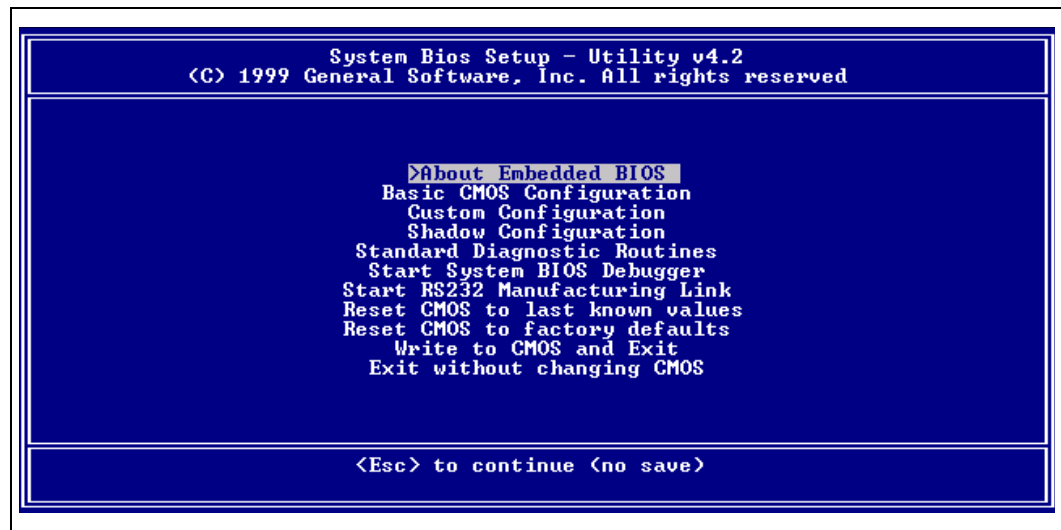 System Bios Setup - Utility v4.2
(C) 1999 General Software, Inc. All rights reserved
>About Embedded BIOS
Basic CMOS Configuration
Custom Configuration
Shadow Configuration
Standard Diagnostic Routines
Start System BIOS Debugger
Start RS232 Manufacturing Link
Reset CMOS to last known values
Reset CMOS to factory defaults
Write to CMOS and Exit
Exit without changing CMOS
<Esc> to continue (no save)